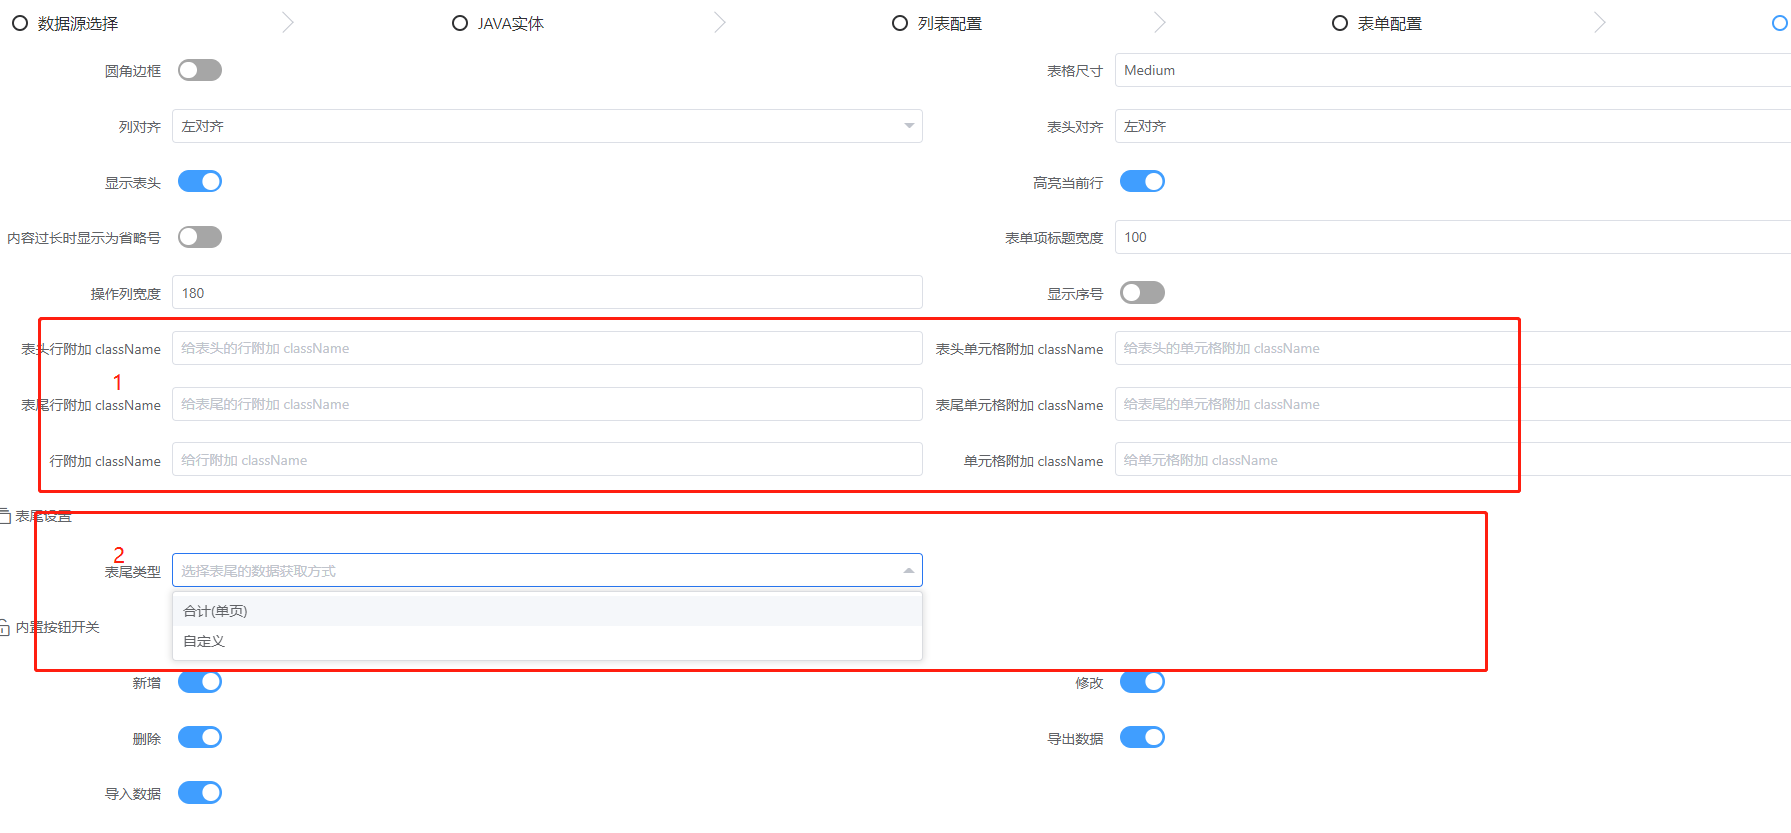 数据源选择
JAVA实体
列表配置
表单配置
圆角边框
表格尺寸 Medium
列对齐 左对齐
表头对齐 左对齐
显示表头
高亮当前行
内容过长时显示为省略号
表单项标题宽度 100
操作列宽度 180
显示序号
表头行附加 className 给表头的行附加 className
表头单元格附加 className 给表头的单元格附加 className
1
表尾行附加 className 给表尾的行附加 className
表尾单元格附加 className 给表尾的单元格附加 className
行附加 className 给行附加 className
单元格附加 className 给单元格附加 className
表尾设置
2
表尾类型 选择表尾的数据获取方式
合计(单页)
内置按钮开关
自定义
新增
修改
删除
导出数据
导入数据